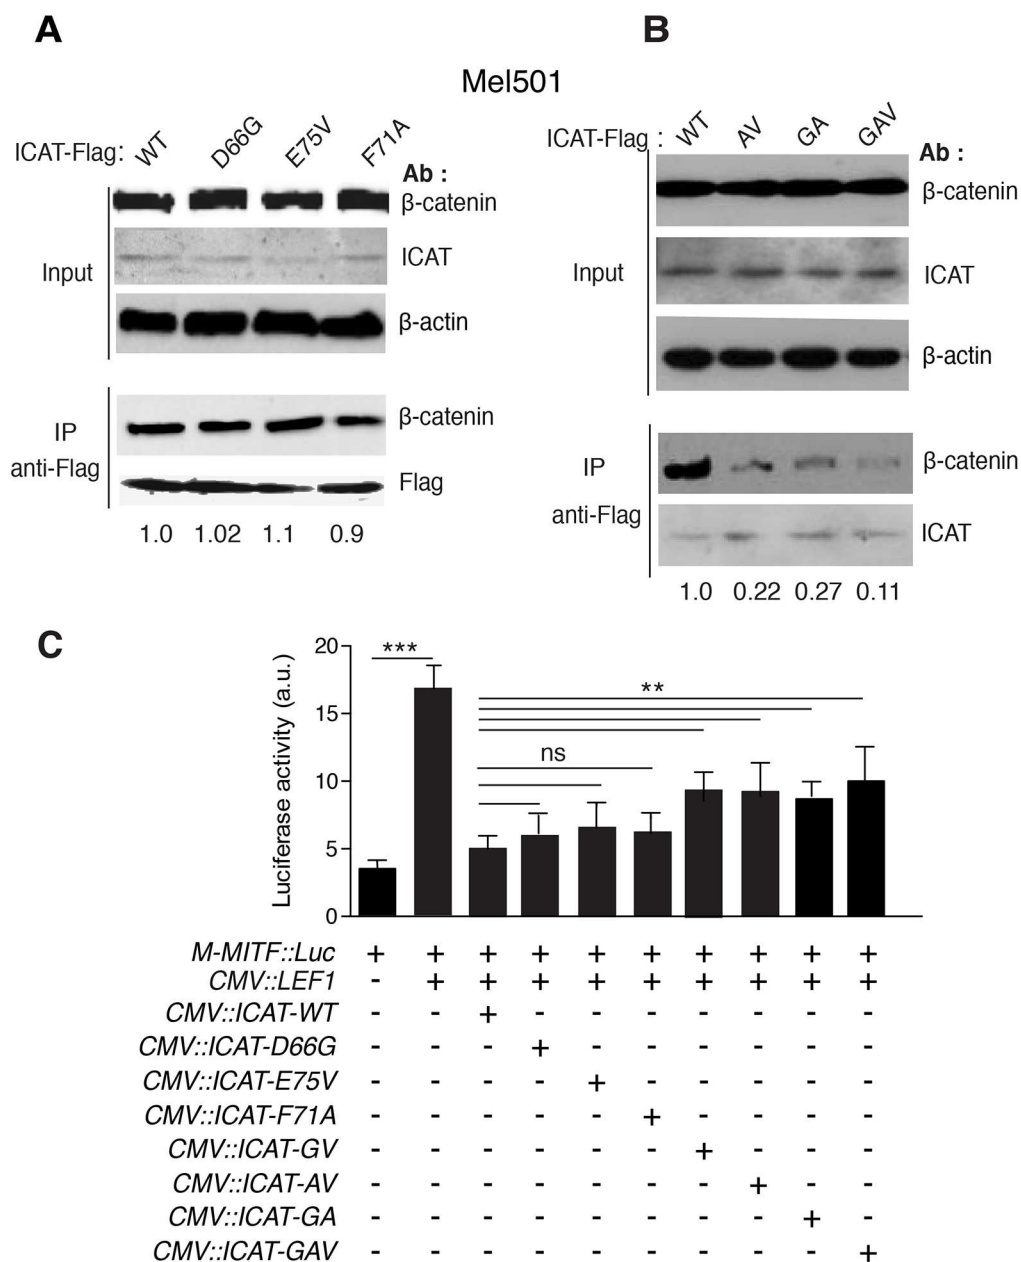 A
B
Mel501
ICAT-Flag: WT D66G E75V F71A
Ab :
β-catenin
Input
ICAT
β-actin
IP
anti-Flag
β-catenin
Flag
1.0 1.02 1.1 0.9
ICAT-Flag : WT AV GA GAV
Ab :
β-catenin
Input
ICAT
β-actin
IP
anti-Flag
β-catenin
ICAT
1.0 0.22 0.27 0.11
C
Luciferase activity (a.u.)
20
15
10
5
0
***
**
ns
M-MITF::Luc + + + + + + + + + +
CMV::LEF1 - + + + + + + + + +
CMV::ICAT-WT - - + - - - - - - -
CMV::ICAT-D66G - - - + - - - - - -
CMV::ICAT-E75V - - - - + - - - - -
CMV::ICAT-F71A - - - - - + - - - -
CMV::ICAT-GV - - - - - - + - - -
CMV::ICAT-AV - - - - - - - + - -
CMV::ICAT-GA - - - - - - - - + -
CMV::ICAT-GAV - - - - - - - - - +